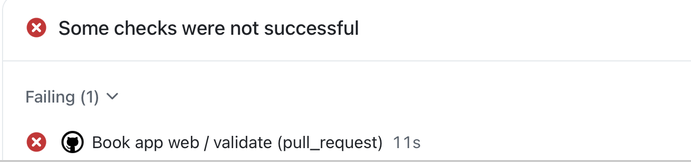 Some checks were not successful
Failing (1)
Book app web / validate (pull_request) 11s